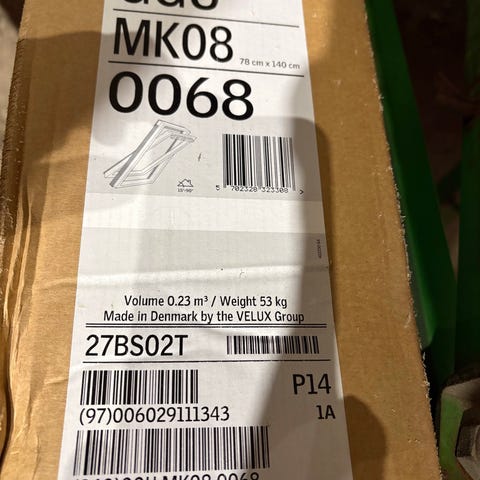 MK08 78 cm x 140 cm
0068
15°-90°
5 702328 323308 >
Volume 0.23 m³ / Weight 53 kg
Made in Denmark by the VELUX Group
27BS02T
P14
(97)006029111343
1A